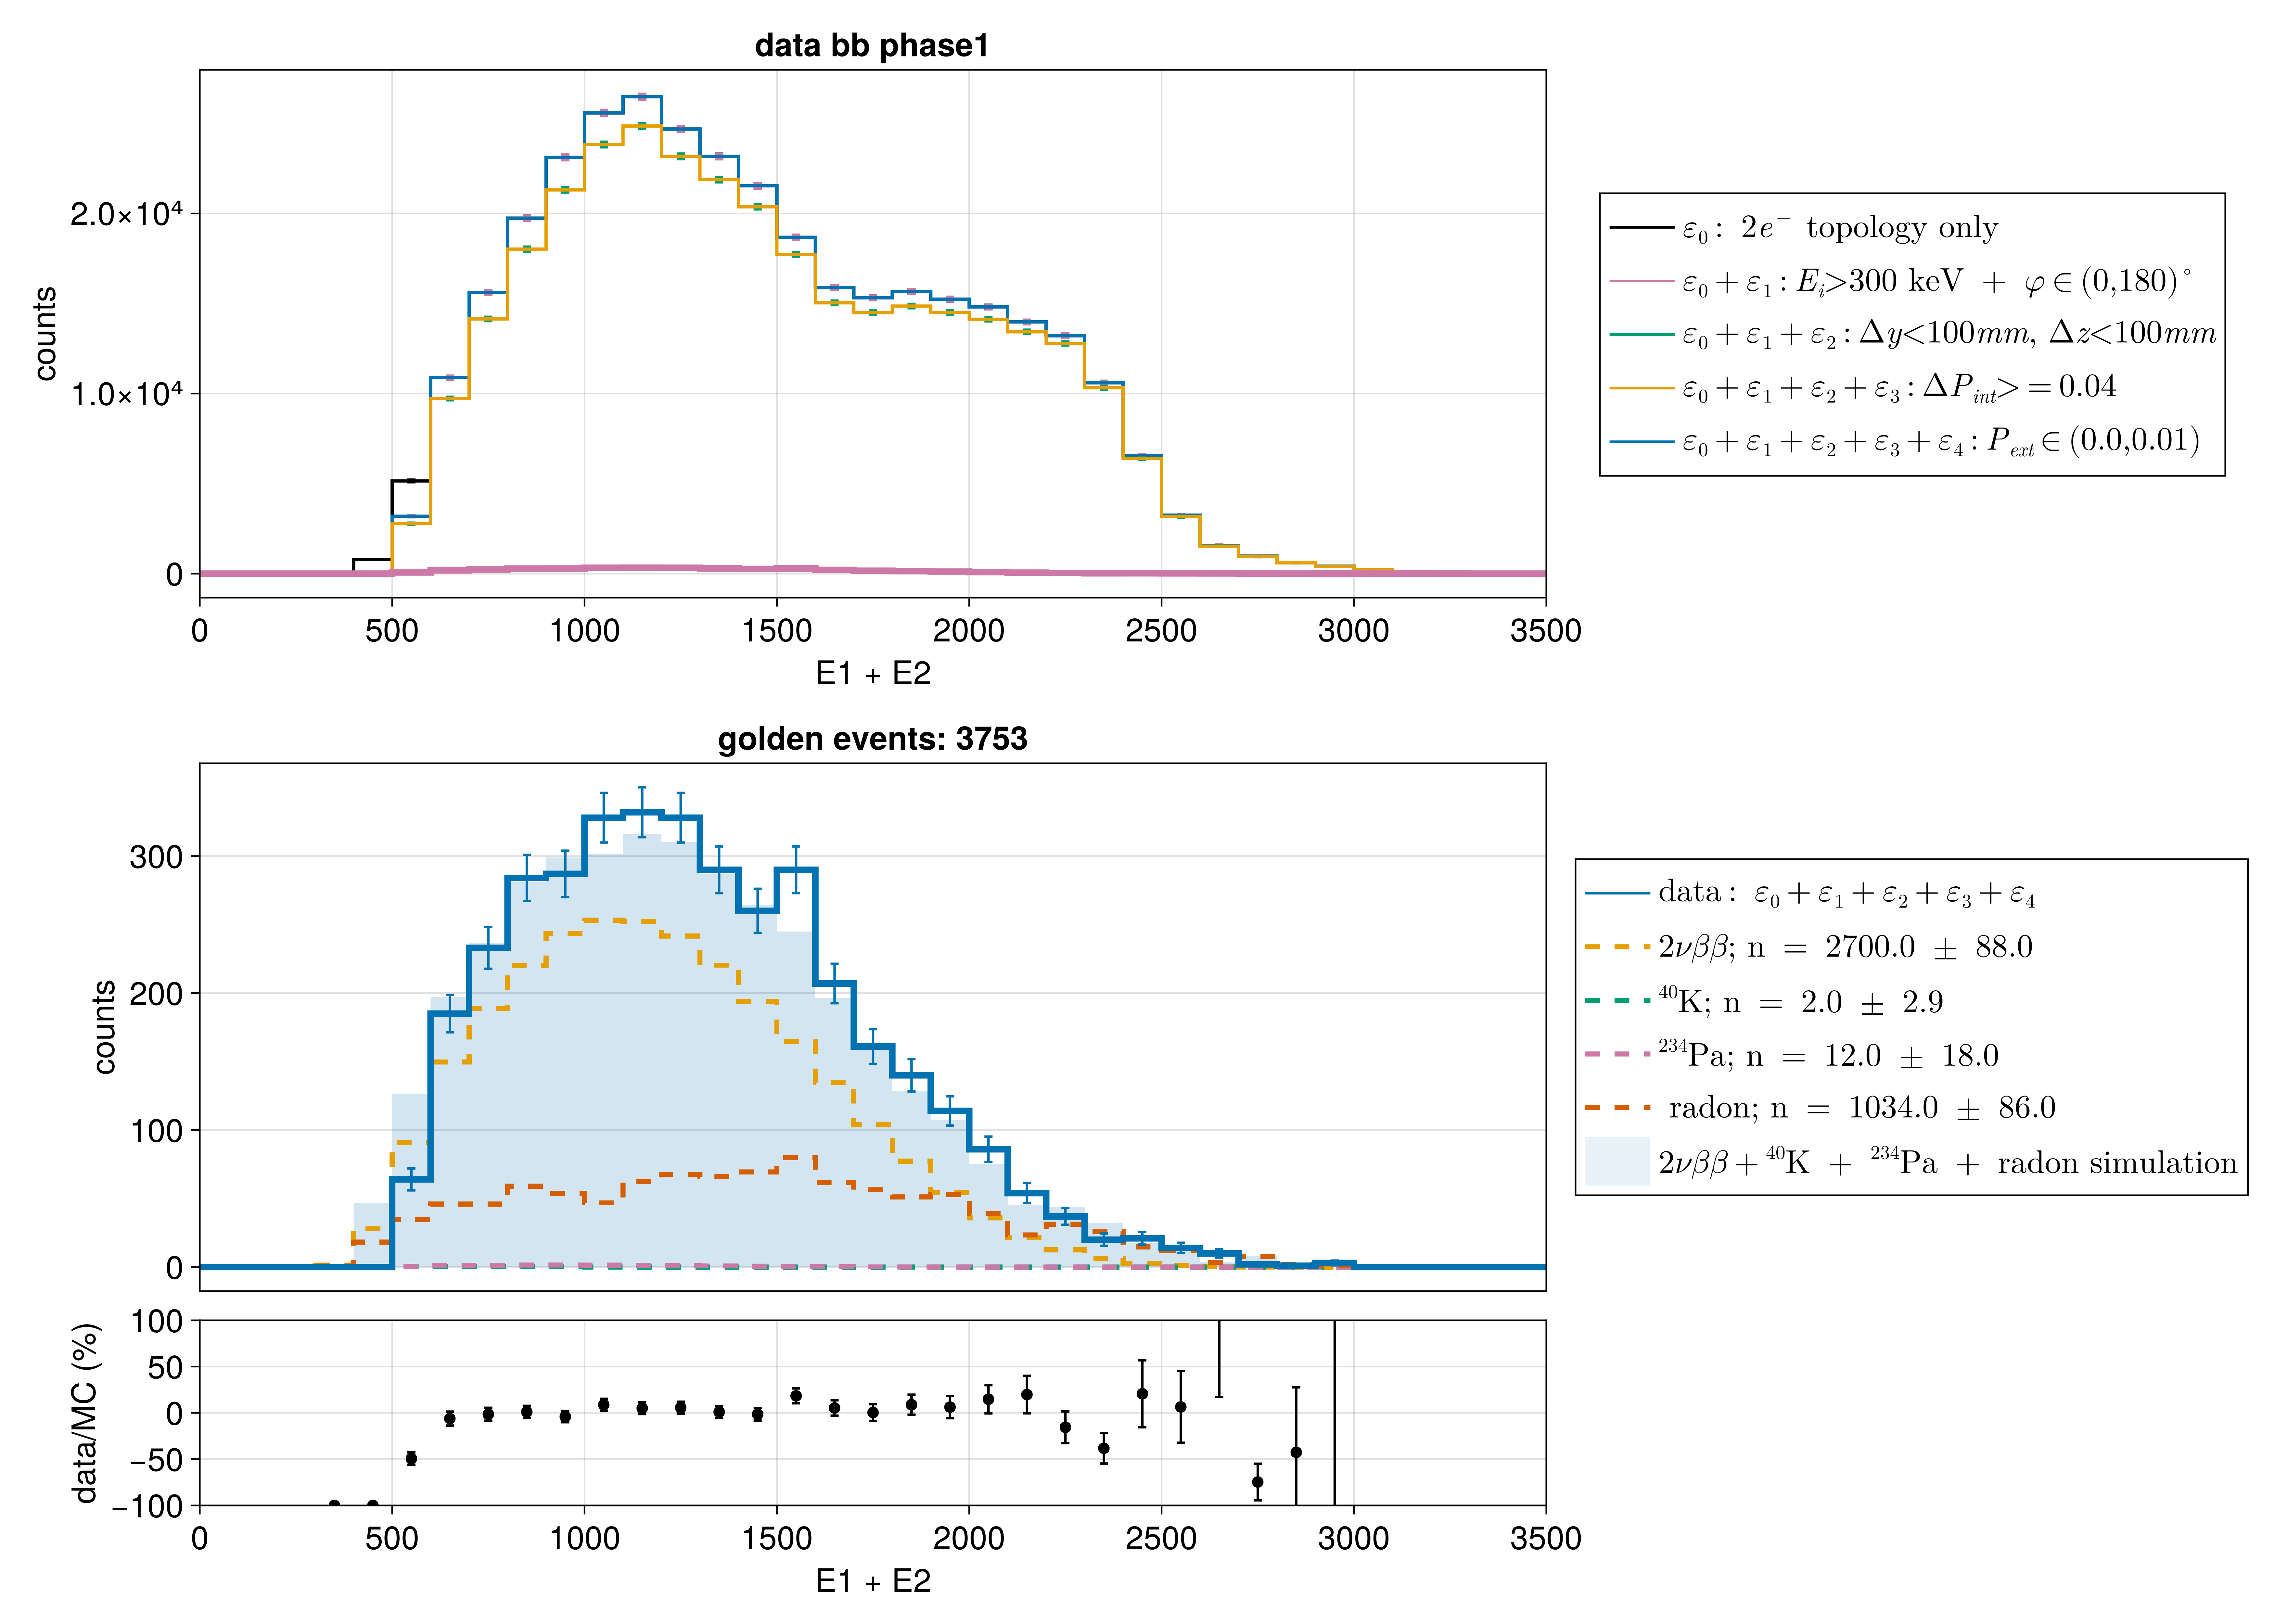 data bb phase1
counts
2.0×10⁴
1.0×10⁴
0
0 500 1000 1500 2000 2500 3000 3500
E1 + E2
ε₀ : 2e⁻ topology only
ε₀ + ε₁ : Eᵢ>300 keV + φ ∈ (0,180)°
ε₀ + ε₁ + ε₂ : Δy<100mm, Δz<100mm
ε₀ + ε₁ + ε₂ + ε₃ : ΔP_int> = 0.04
ε₀ + ε₁ + ε₂ + ε₃ + ε₄ : P_ext ∈ (0.0,0.01)
golden events: 3753
counts
300
200
100
0
data : ε₀ + ε₁ + ε₂ + ε₃ + ε₄
2νββ; n = 2700.0 ± 88.0
⁴⁰K; n = 2.0 ± 2.9
²³⁴Pa; n = 12.0 ± 18.0
radon; n = 1034.0 ± 86.0
2νββ + ⁴⁰K + ²³⁴Pa + radon simulation
data/MC (%)
100
50
0
−50
−100
0 500 1000 1500 2000 2500 3000 3500
E1 + E2